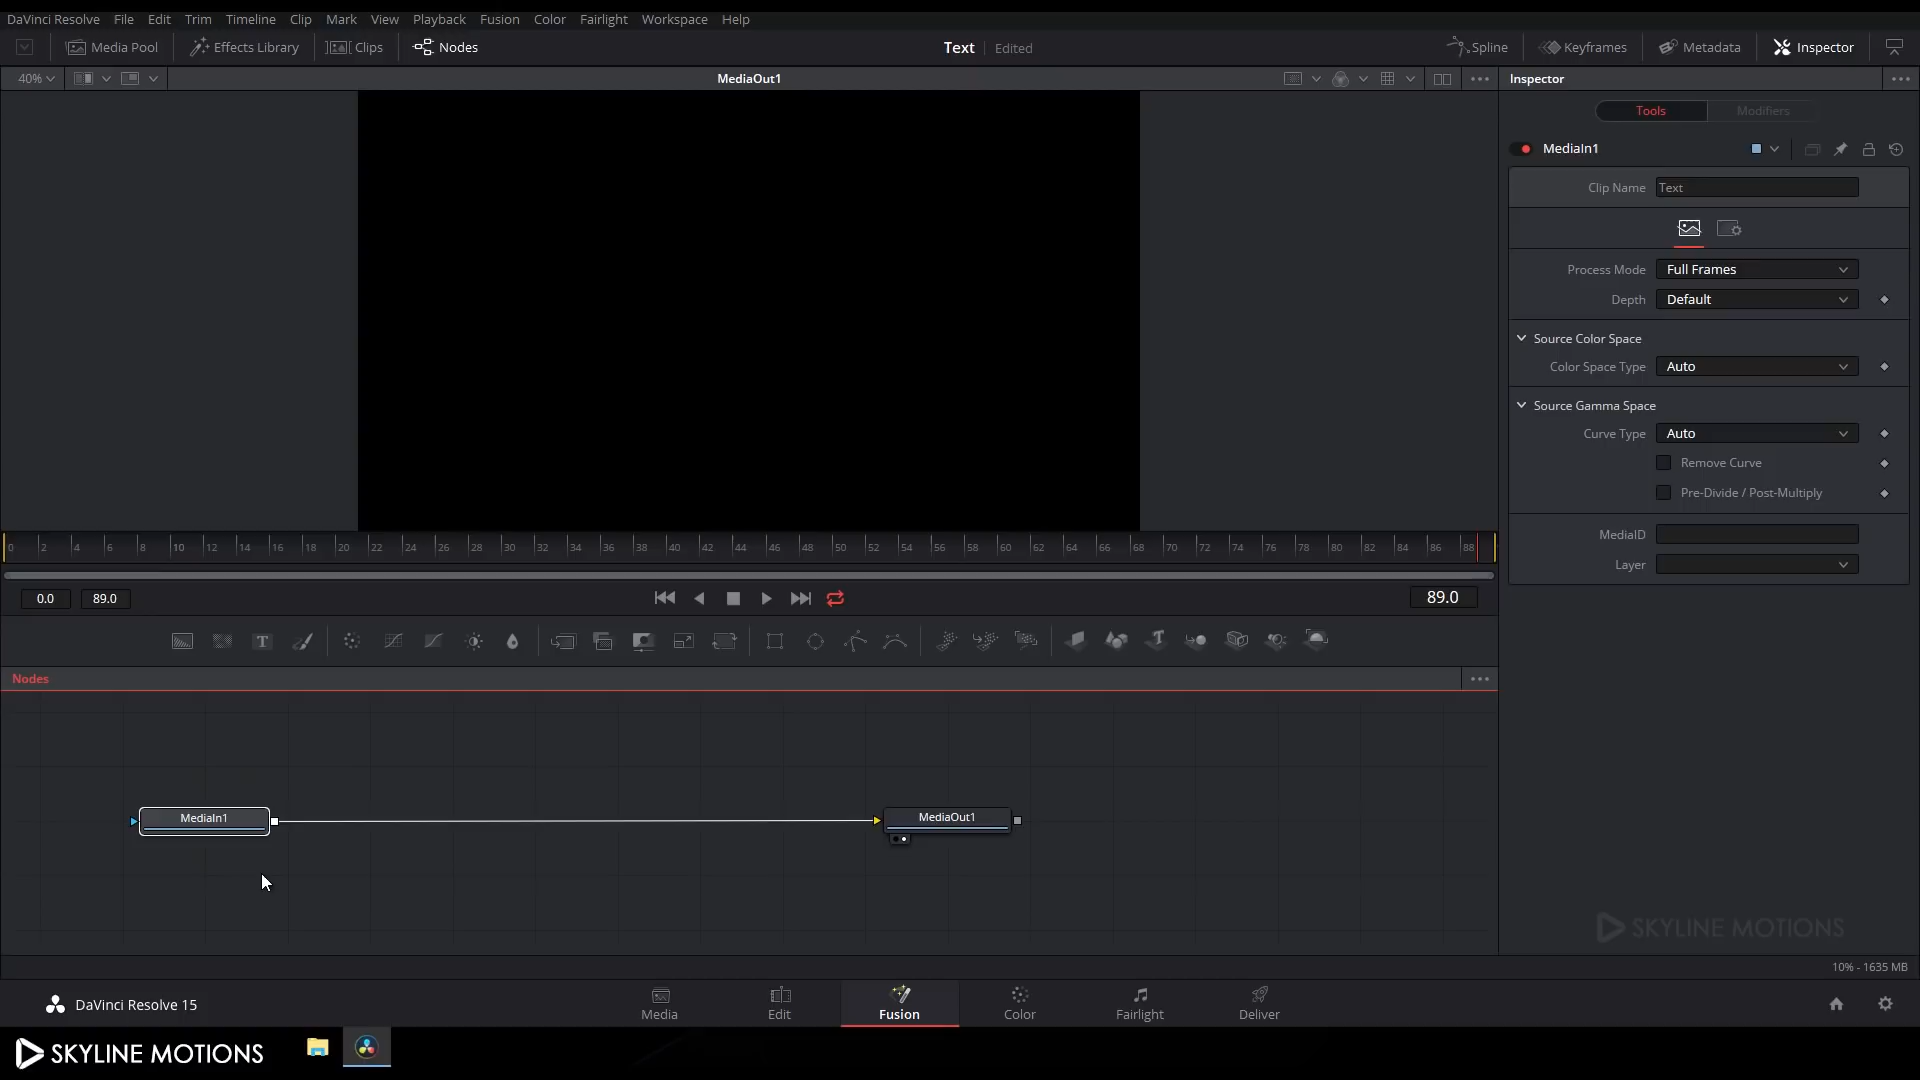 DaVinci Resolve File Edit Trim Timeline Clip Mark View Playback Fusion Color Fairlight Workspace Help
Media Pool Effects Library Clips Nodes Text Edited Spline Keyframes Metadata Inspector
40% MediaOut1 Inspector
Tools Modifiers
MediaIn1
Clip Name Text
Process Mode Full Frames
Depth Default
Source Color Space
Color Space Type Auto
Source Gamma Space
Curve Type Auto
Remove Curve
Pre-Divide / Post-Multiply
MediaID
Layer
0 2 4 6 8 10 12 14 16 18 20 22 24 26 28 30 32 34 36 38 40 42 44 46 48 50 52 54 56 58 60 62 64 66 68 70 72 74 76 78 80 82 84 86 88
0.0 89.0 89.0
T T
Nodes
MediaIn1 MediaOut1
SKYLINE MOTIONS
10% - 1635 MB
DaVinci Resolve 15 Media Edit Fusion Color Fairlight Deliver
SKYLINE MOTIONS